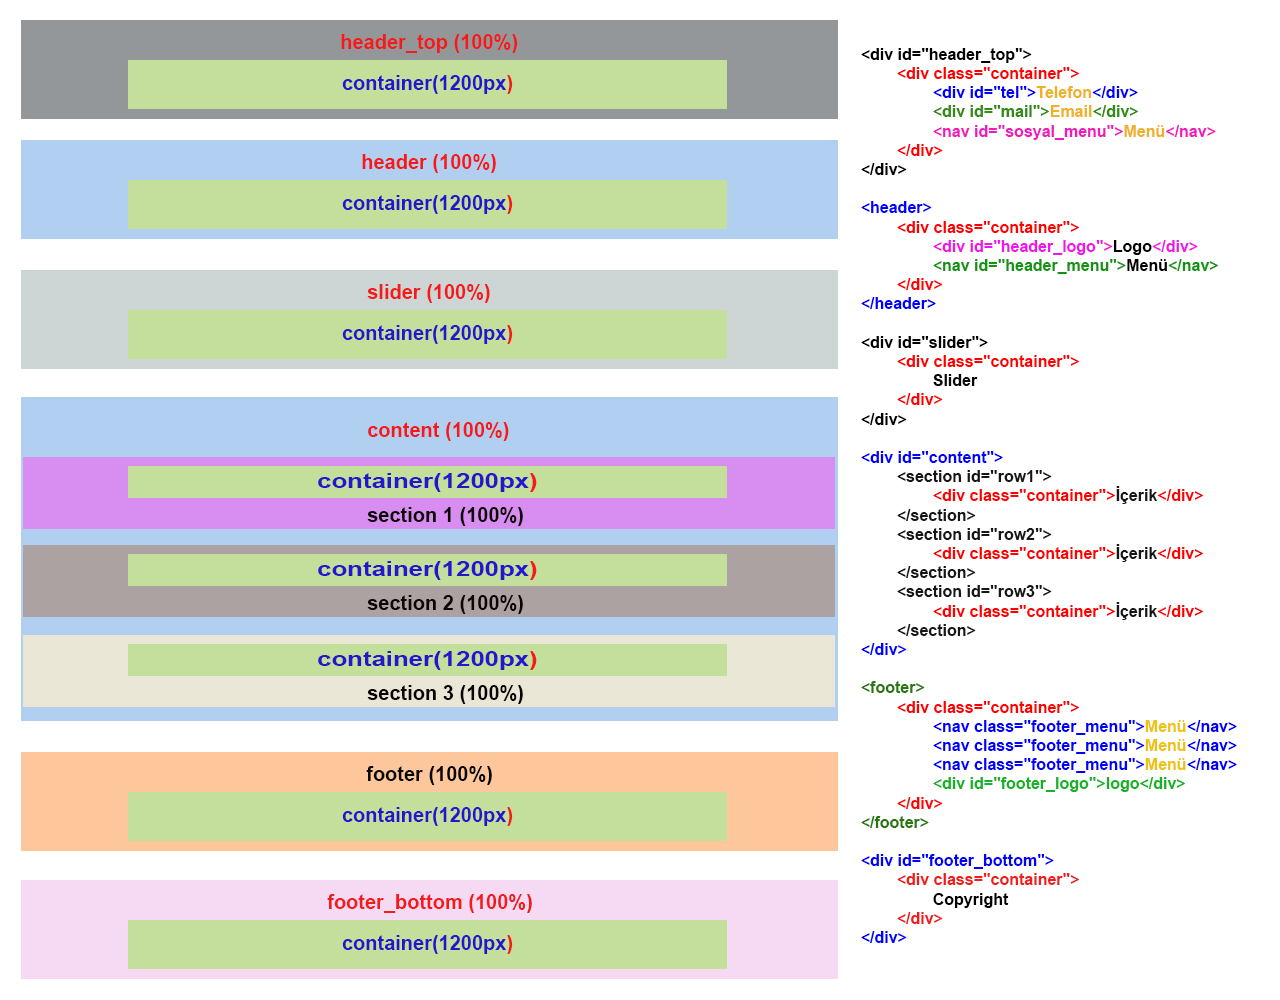 header_top (100%)
container(1200px)
header (100%)
container(1200px)
slider (100%)
container(1200px)
content (100%)
container(1200px)
section 1 (100%)
container(1200px)
section 2 (100%)
container(1200px)
section 3 (100%)
footer (100%)
container(1200px)
footer_bottom (100%)
container(1200px)
<div id="header_top">
<div class="container">
<div id="tel">Telefon</div>
<div id="mail">Email</div>
<nav id="sosyal_menu">Menü</nav>
</div>
</div>
<header>
<div class="container">
<div id="header_logo">Logo</div>
<nav id="header_menu">Menü</nav>
</div>
</header>
<div id="slider">
<div class="container">
Slider
</div>
</div>
<div id="content">
<section id="row1">
<div class="container">İçerik</div>
</section>
<section id="row2">
<div class="container">İçerik</div>
</section>
<section id="row3">
<div class="container">İçerik</div>
</section>
</div>
<footer>
<div class="container">
<nav class="footer_menu">Menü</nav>
<nav class="footer_menu">Menü</nav>
<nav class="footer_menu">Menü</nav>
<div id="footer_logo">logo</div>
</div>
</footer>
<div id="footer_bottom">
<div class="container">
Copyright
</div>
</div>